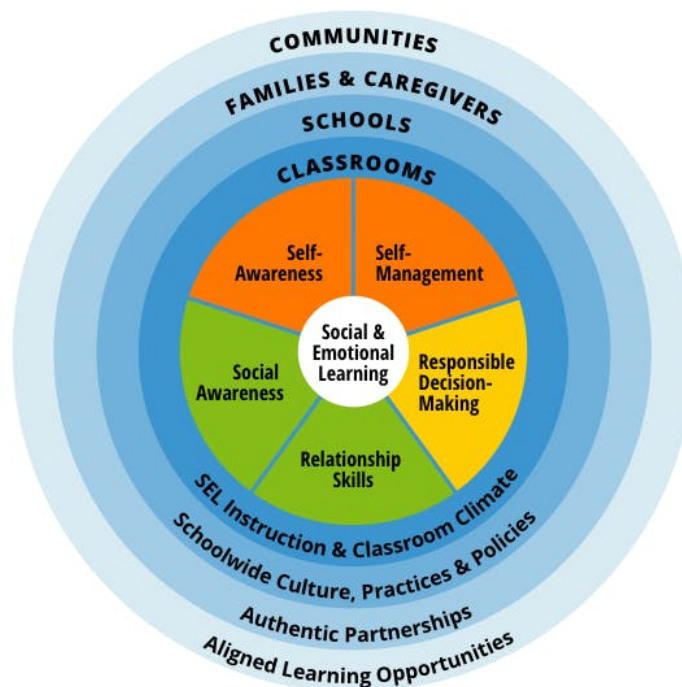 COMMUNITIES
FAMILIES & CAREGIVERS
SCHOOLS
CLASSROOMS
Self-
Awareness
Self-
Management
Social &
Emotional
Learning
Social
Awareness
Responsible
Decision-
Making
Relationship
Skills
SEL Instruction & Classroom Climate
Schoolwide Culture, Practices & Policies
Authentic Partnerships
Aligned Learning Opportunities